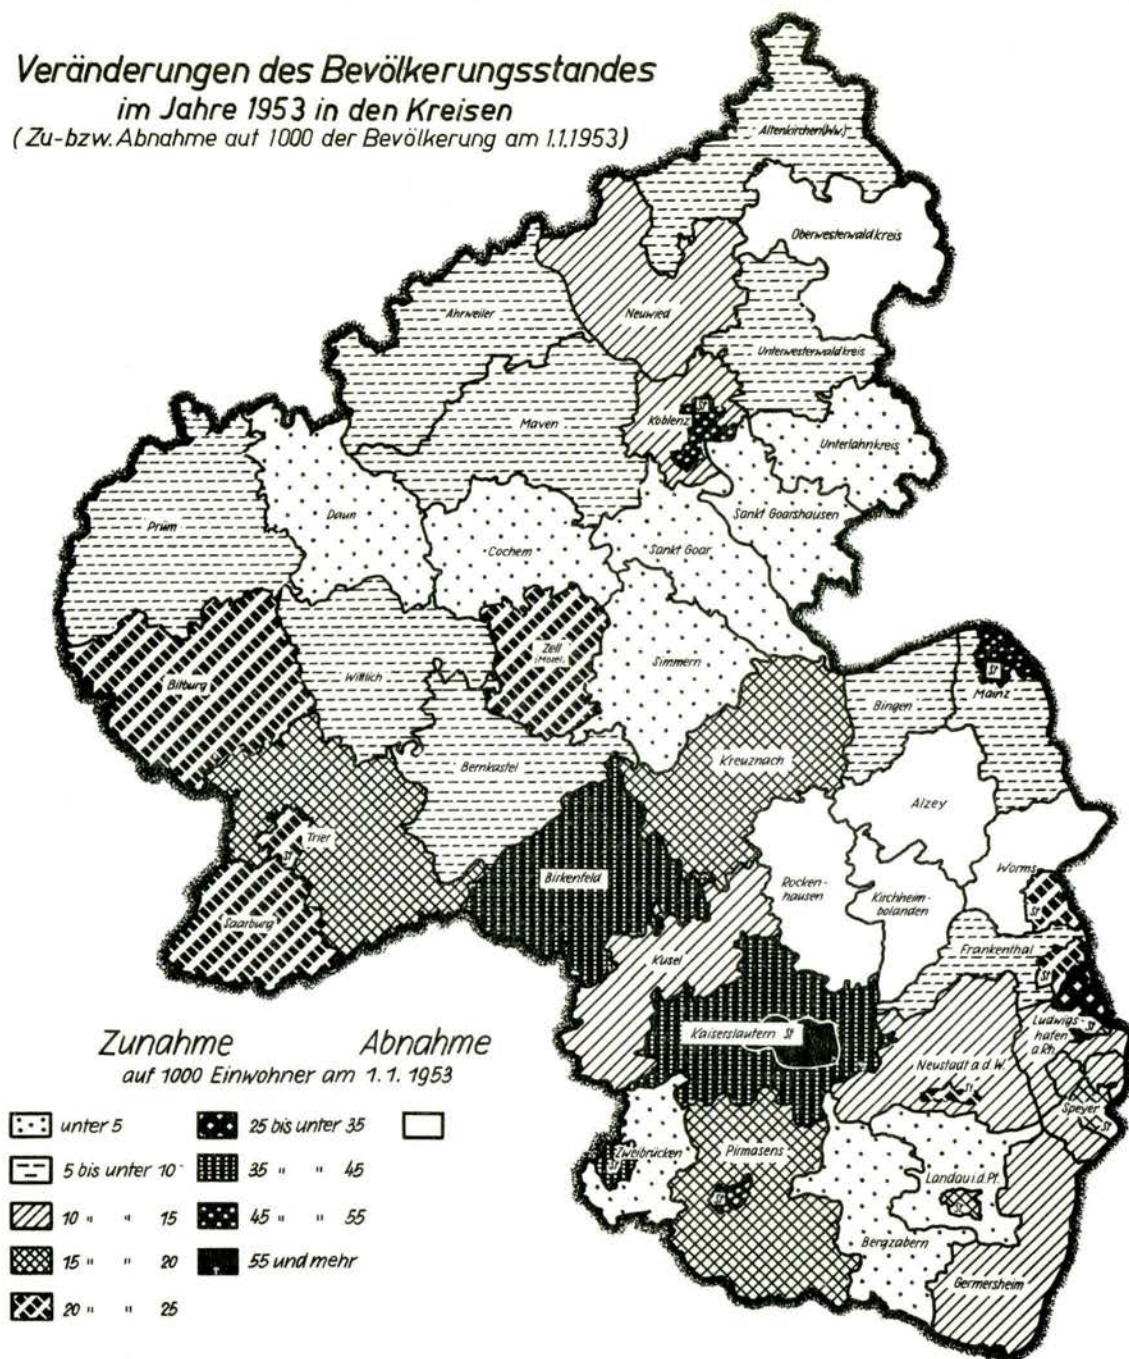 Veränderungen des Bevölkerungsstandes
im Jahre 1953 in den Kreisen
(Zu-bzw. Abnahme auf 1000 der Bevölkerung am 1.1.1953)
Altenkirchen(Ww.)
Oberwesterwaldkreis
Ahrweiler
Neuwied
Unterwesterwaldkreis
St
Koblenz
Mayen
Unterlahnkreis
Sankt Goarshausen
Prüm
Daun
Cochem
Sankt Goar
Zell
(Mosel)
Simmern
St
Mainz
Bitburg
Wittlich
Bingen
Bernkastel
Kreuznach
Alzey
Trier
St
Birkenfeld
Rocken-
hausen
Kirchheim-
bolanden
Worms
St
Saarburg
Kusel
Frankenthal
St
Kaiserslautern St
Ludwigs-
hafen
a.Rh.
St
Neustadt a.d.W.
St
Speyer
St
Zweibrücken
St
Pirmasens
St
Landau i.d.Pf.
St
Bergzabern
Germersheim
Zunahme Abnahme
auf 1000 Einwohner am 1.1.1953
unter 5 25 bis unter 35
5 bis unter 10 35 " " 45
10 " " 15 45 " " 55
15 " " 20 55 und mehr
20 " " 25